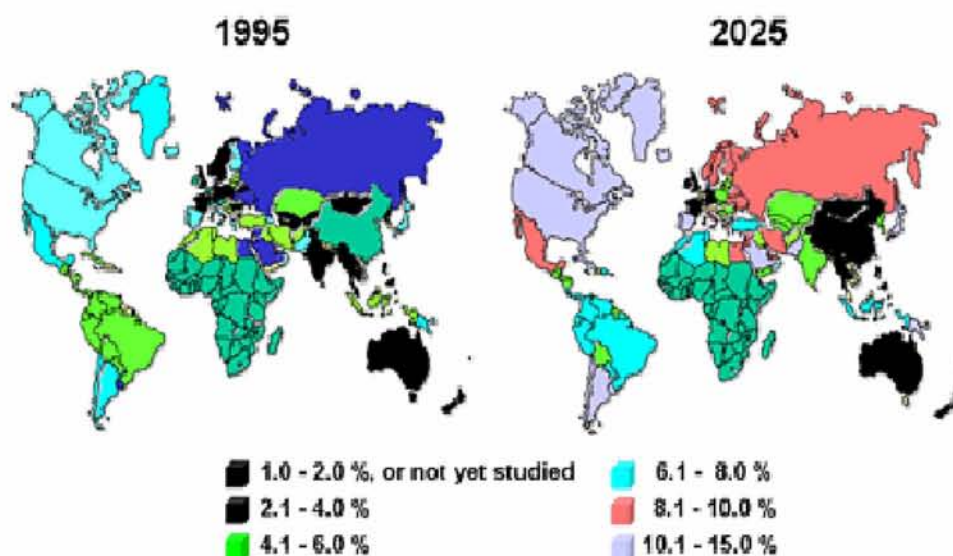 1995
2025
1.0 - 2.0 %, or not yet studied
2.1 - 4.0 %
4.1 - 6.0 %
6.1 - 8.0 %
8.1 - 10.0 %
10.1 - 15.0 %